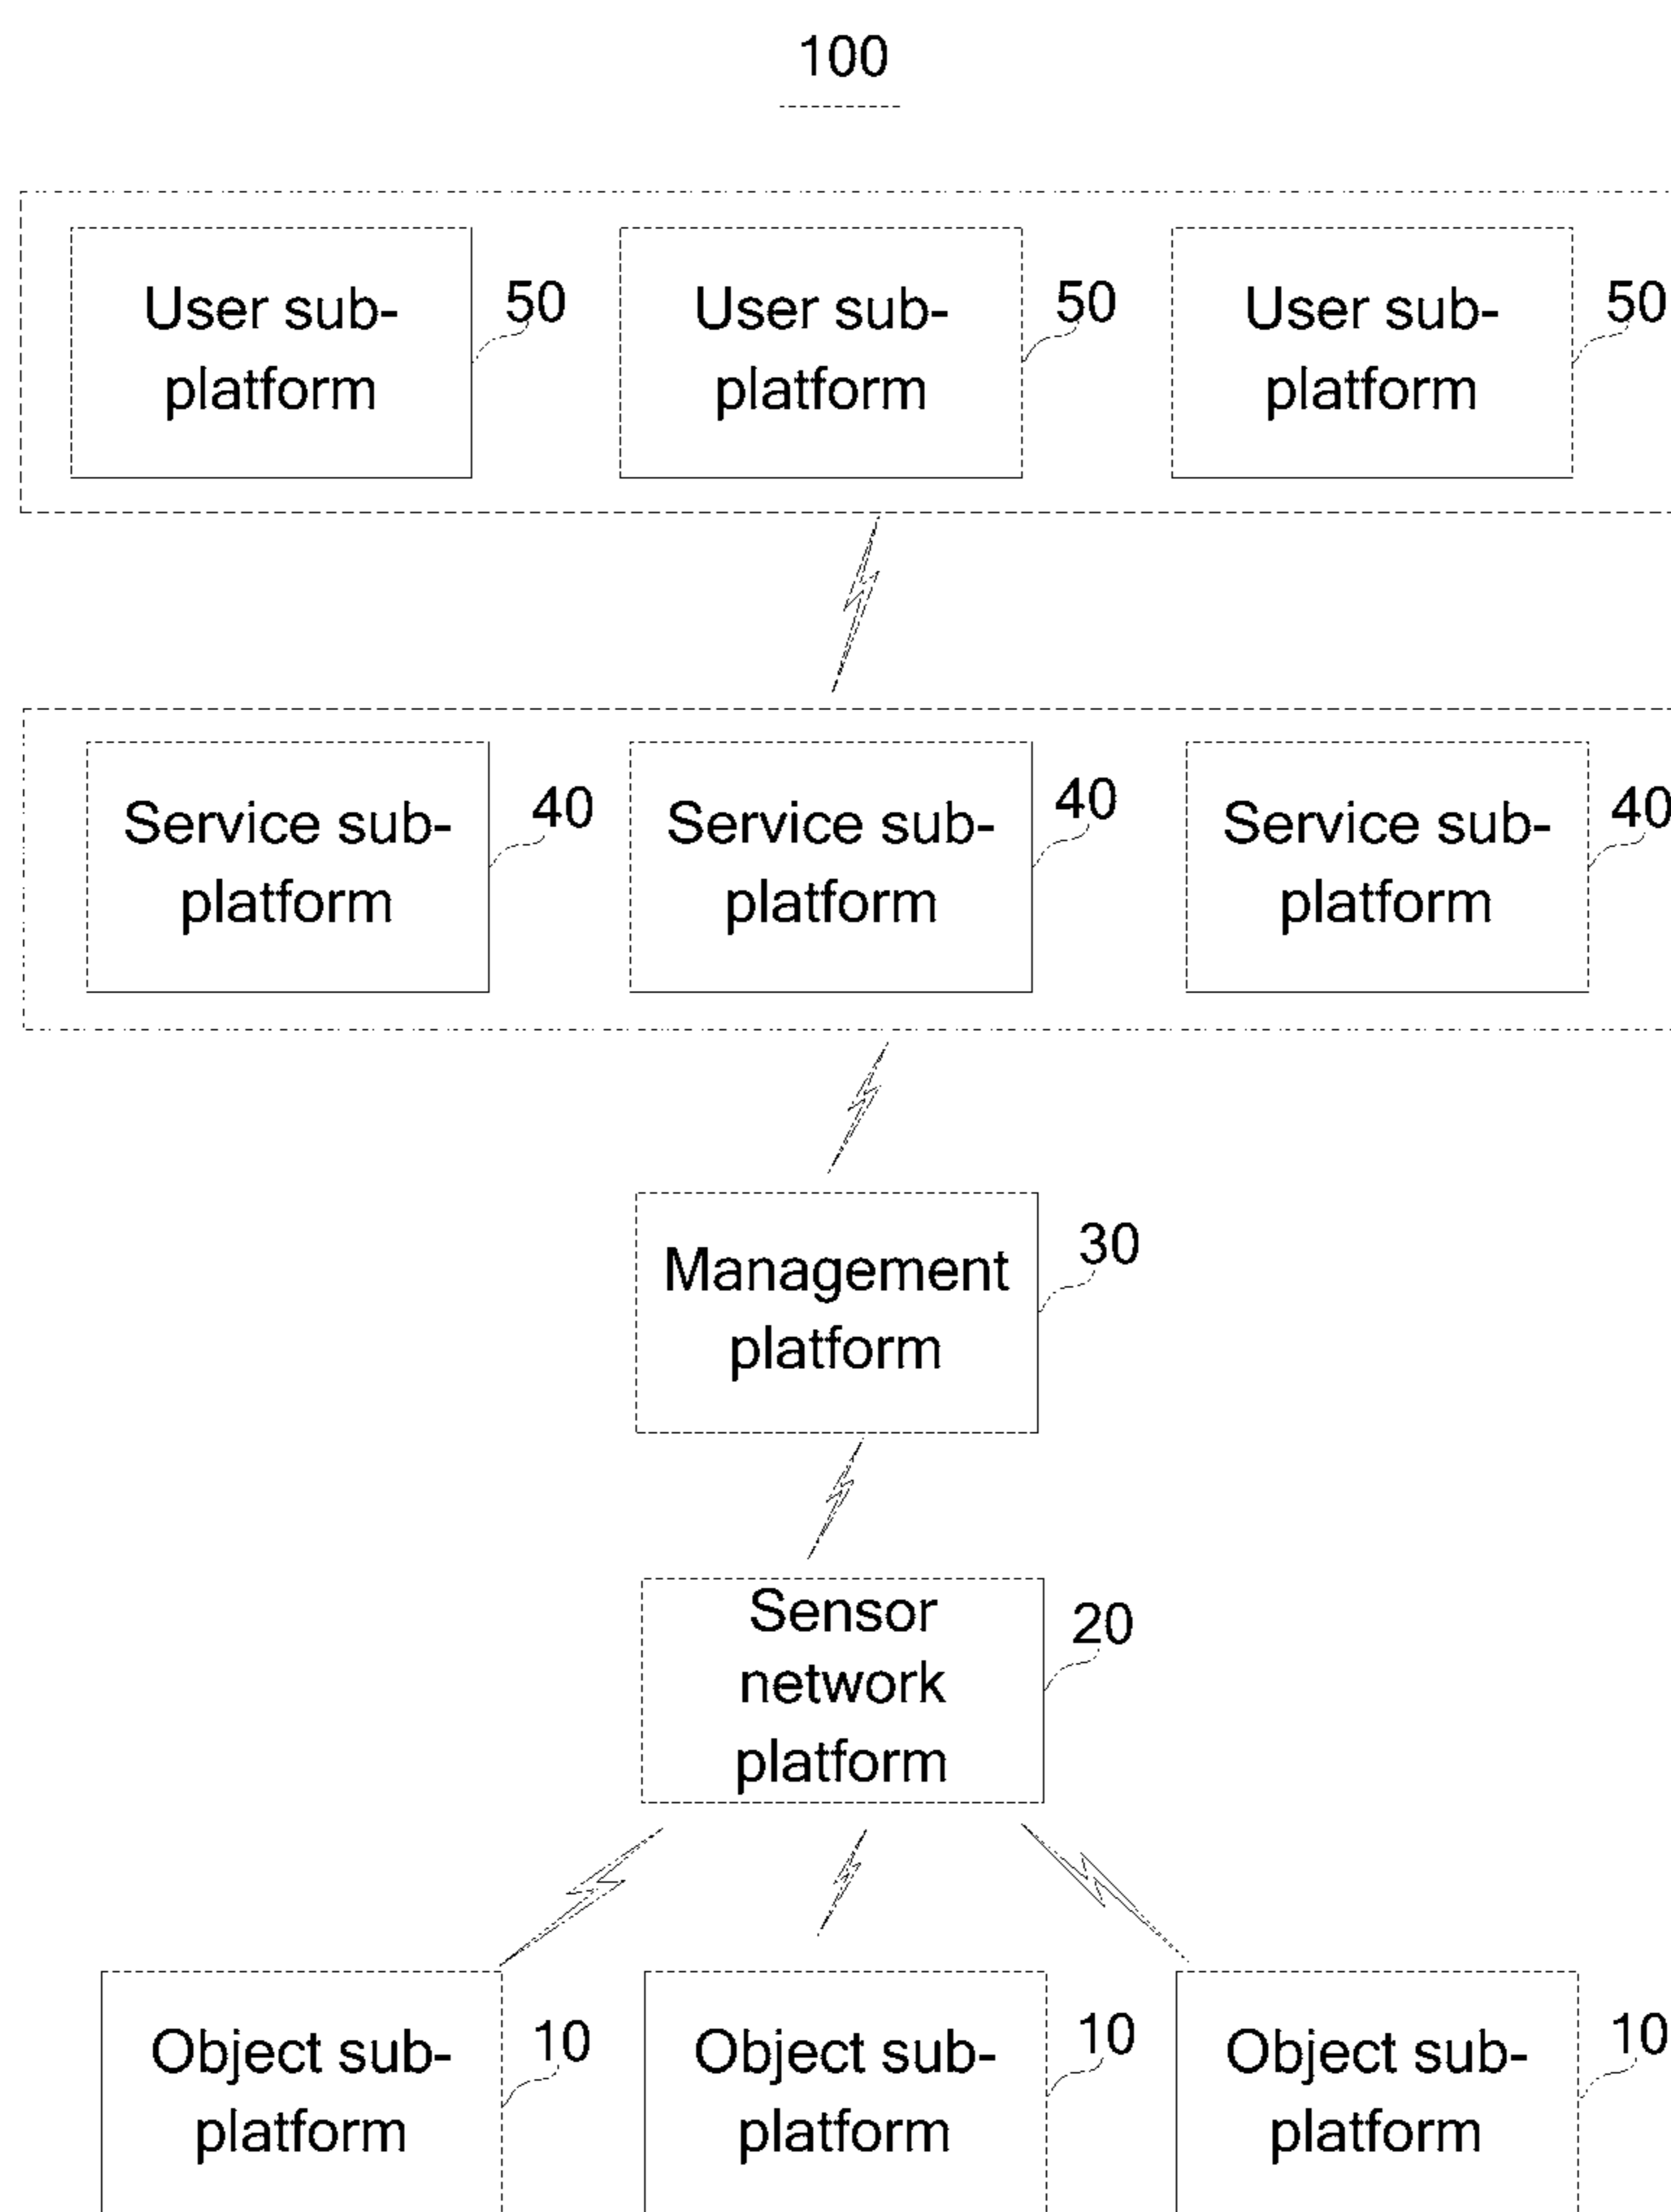 100
User sub-
platform
50
User sub-
platform
50
User sub-
platform
50
Service sub-
platform
40
Service sub-
platform
40
Service sub-
platform
40
Management
platform
30
Sensor
network
platform
20
Object sub-
platform
10
Object sub-
platform
10
Object sub-
platform
10